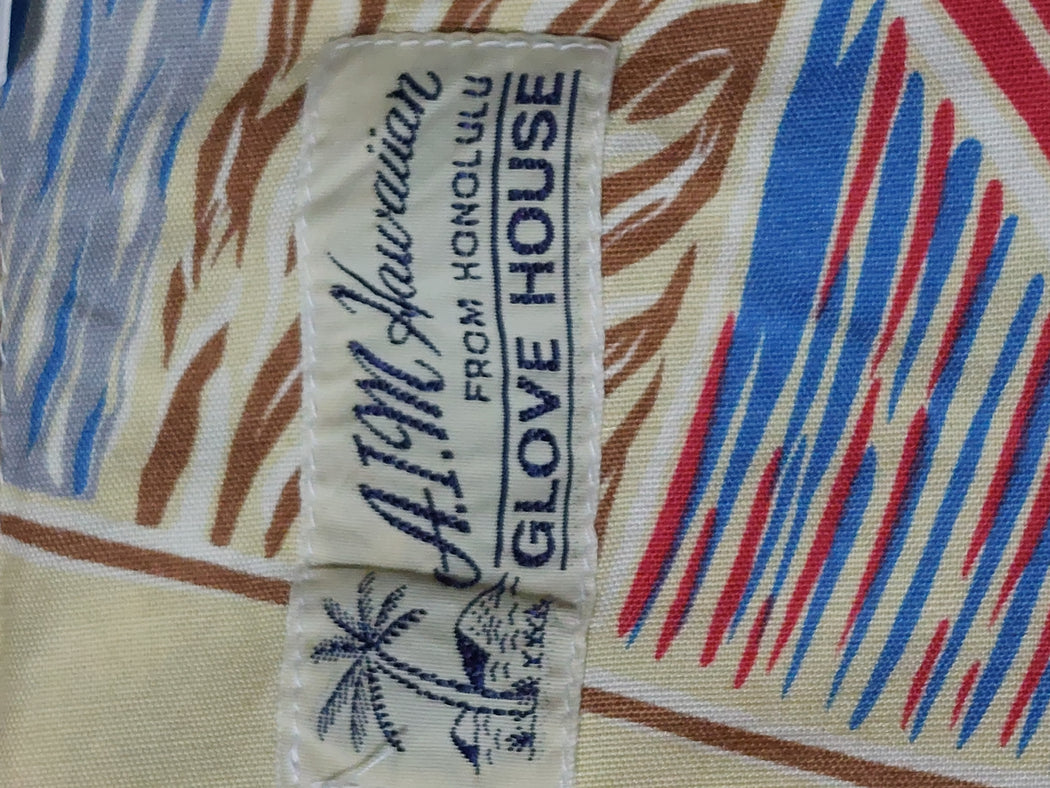 A.I.M. Hawaiian
FROM HONOLULU
GLOVE HOUSE